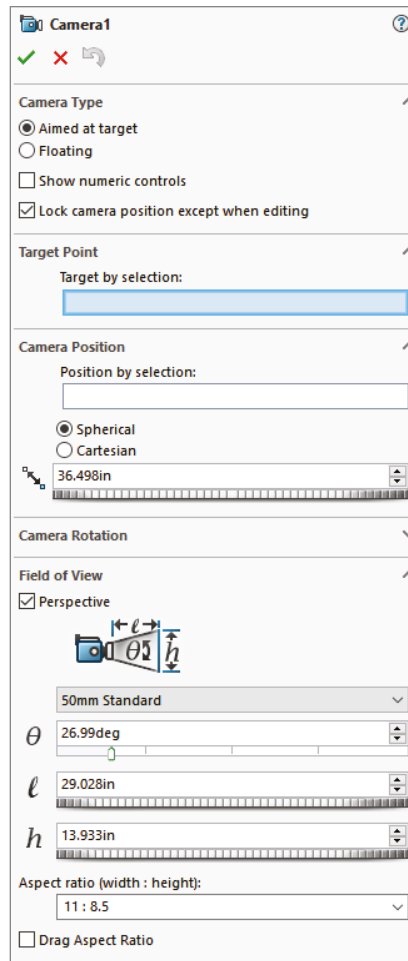 Camera1
Camera Type
Aimed at target
Floating
Show numeric controls
Lock camera position except when editing
Target Point
Target by selection:
Camera Position
Position by selection:
Spherical
Cartesian
36.498in
Camera Rotation
Field of View
Perspective
ℓ
θ h
50mm Standard
θ 26.99deg
ℓ 29.028in
h 13.933in
Aspect ratio (width : height):
11 : 8.5
Drag Aspect Ratio